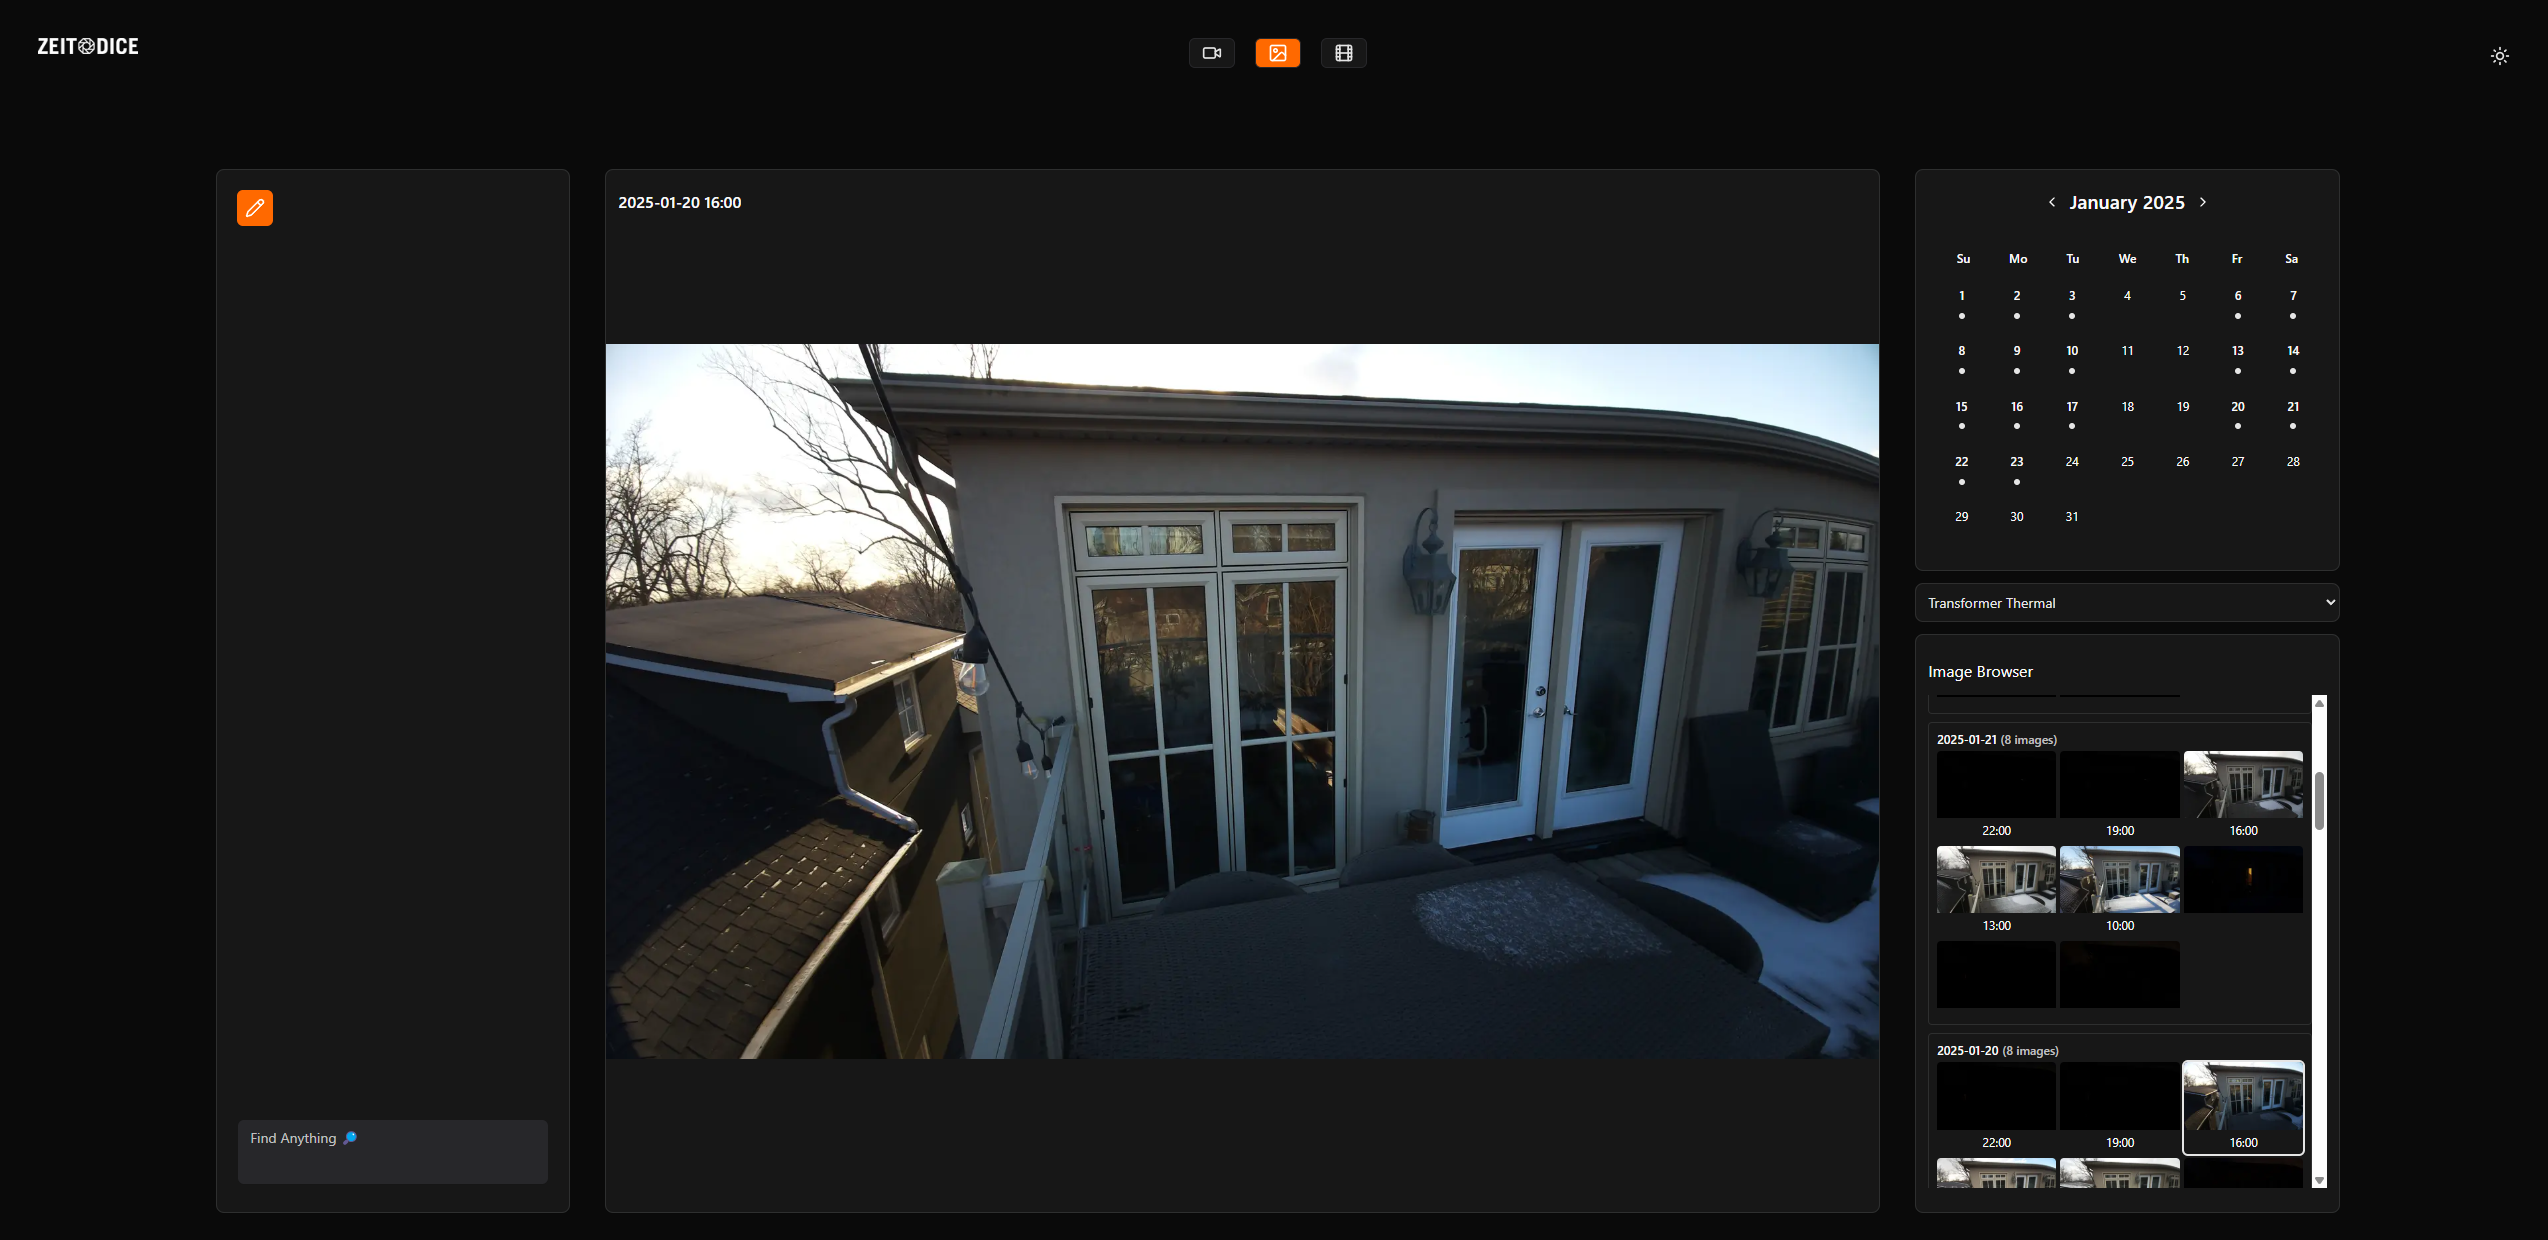 ZEITDICE
2025-01-20 16:00
Find Anything 🔎
January 2025
Su Mo Tu We Th Fr Sa
1 2 3 4 5 6 7
8 9 10 11 12 13 14
15 16 17 18 19 20 21
22 23 24 25 26 27 28
29 30 31
Transformer Thermal
Image Browser
2025-01-21 (8 images)
22:00 19:00 16:00
13:00 10:00
2025-01-20 (8 images)
22:00 19:00 16:00